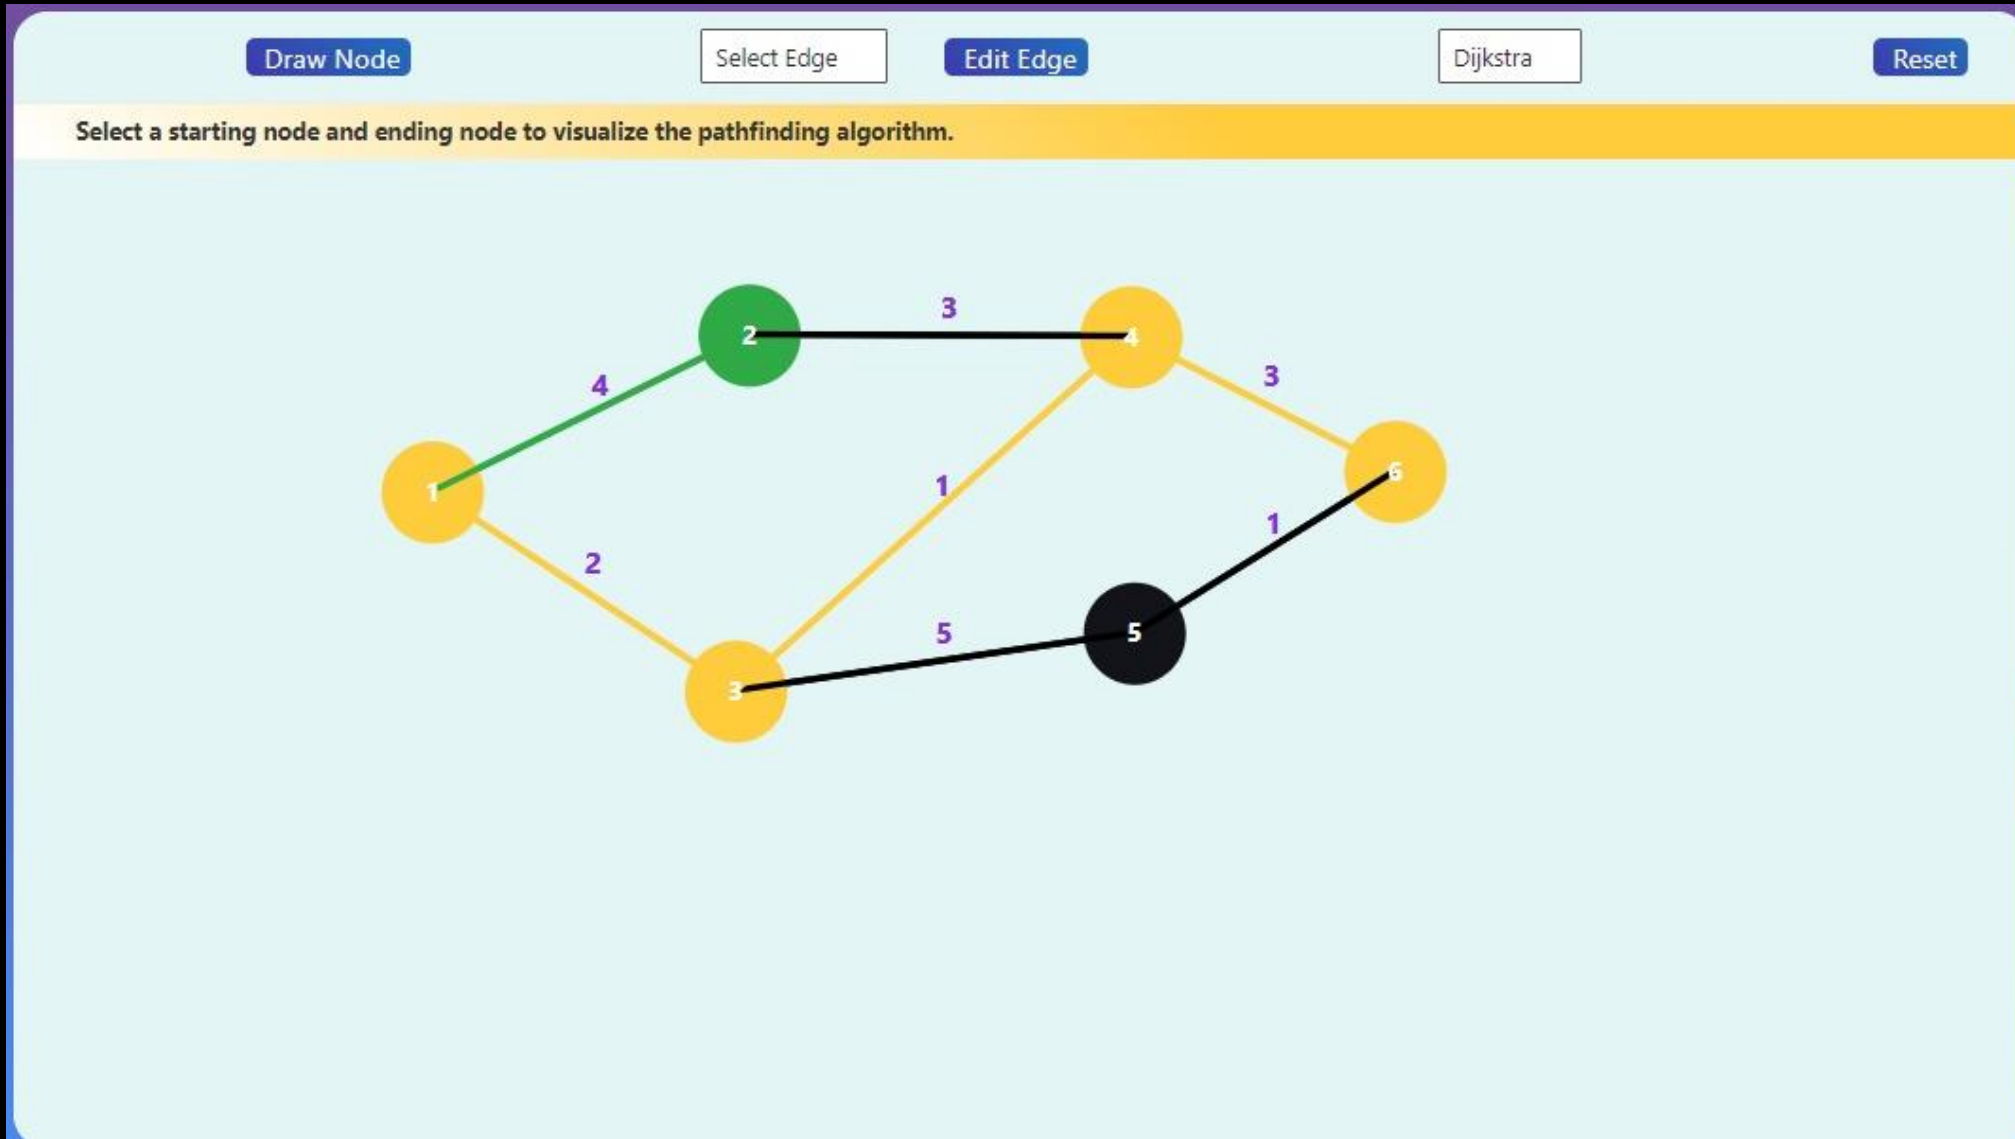 Draw Node
Select Edge
Edit Edge
Dijkstra
Reset
Select a starting node and ending node to visualize the pathfinding algorithm.
3
2
4
4
3
1
6
1
1
2
5
5
3